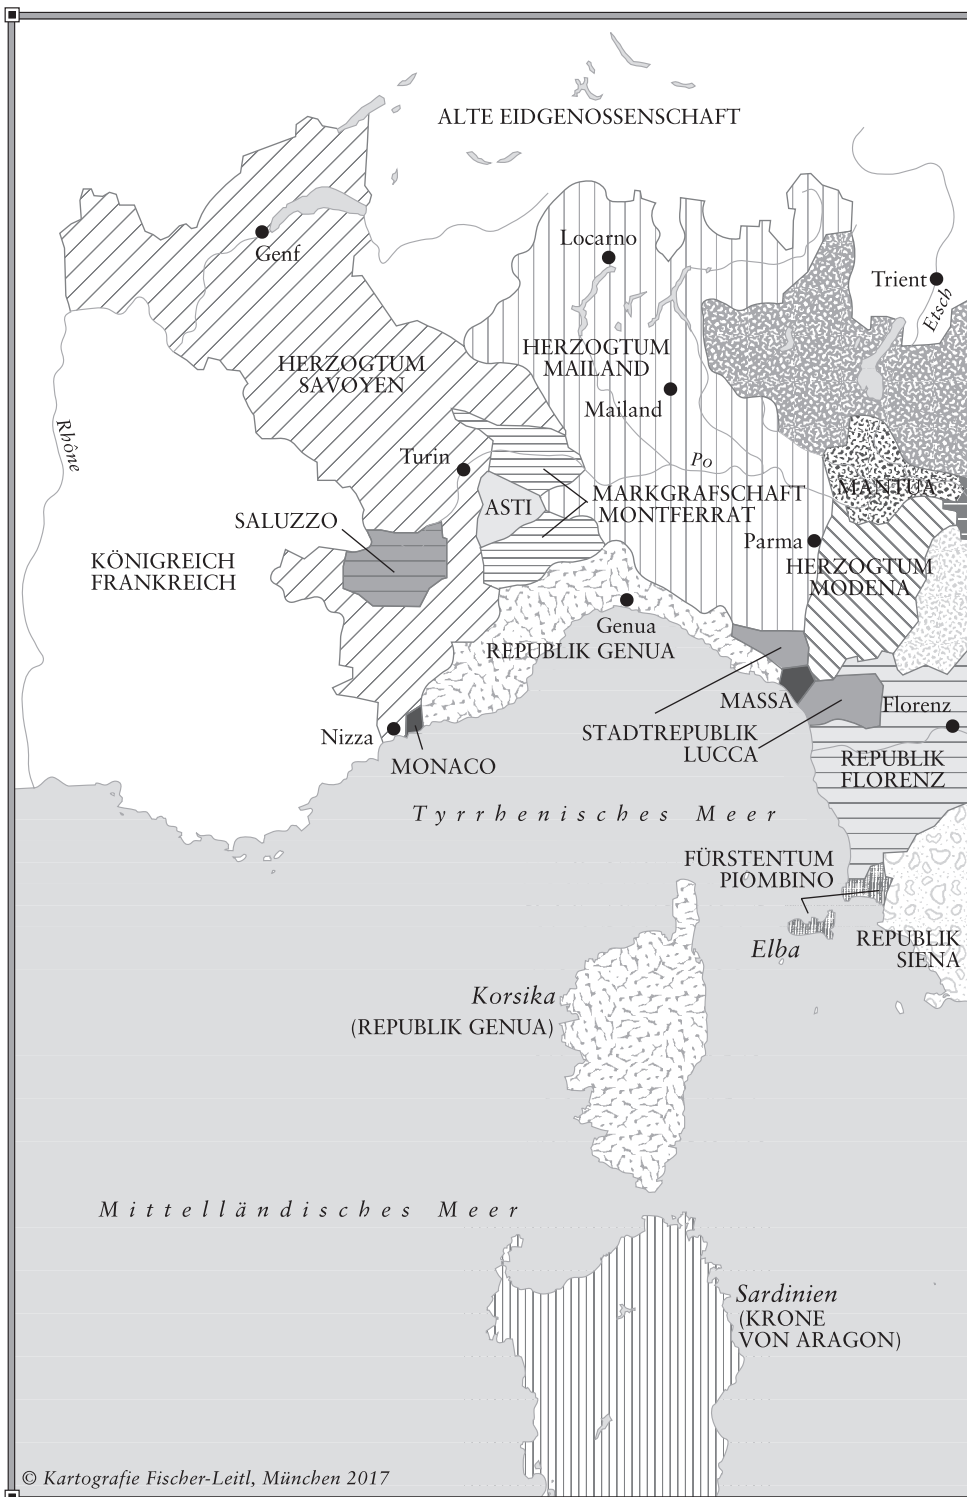 ALTE EIDGENOSSENSCHAFT
Genf
Locarno
Trient
Etsch
HERZOGTUM
SAVOYEN
HERZOGTUM
MAILAND
Mailand
Rhône
Turin
Po
ASTI
MARKGRAFSCHAFT
MONTFERRAT
MANTUA
SALUZZO
KÖNIGREICH
FRANKREICH
Parma
HERZOGTUM
MODENA
Genua
REPUBLIK GENUA
MASSA
STADTREPUBLIK
LUCCA
Florenz
Nizza
MONACO
REPUBLIK
FLORENZ
Tyrrhenisches Meer
FÜRSTENTUM
PIOMBINO
Elba
REPUBLIK
SIENA
Korsika
(REPUBLIK GENUA)
Mittelländisches Meer
Sardinien
(KRONE
VON ARAGON)
© Kartografie Fischer-Leitl, München 2017